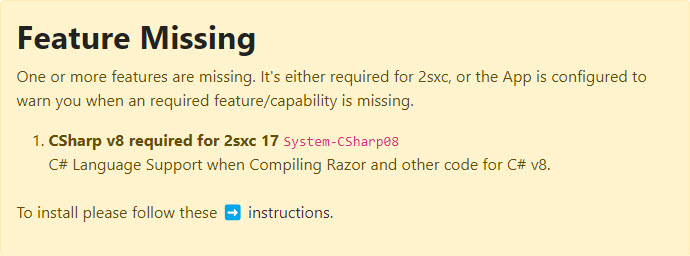 Feature Missing
One or more features are missing. It's either required for 2sxc, or the App is configured to
warn you when an required feature/capability is missing.
1. CSharp v8 required for 2sxc 17 System-CSharp08
C# Language Support when Compiling Razor and other code for C# v8.
To install please follow these ➡️ instructions.